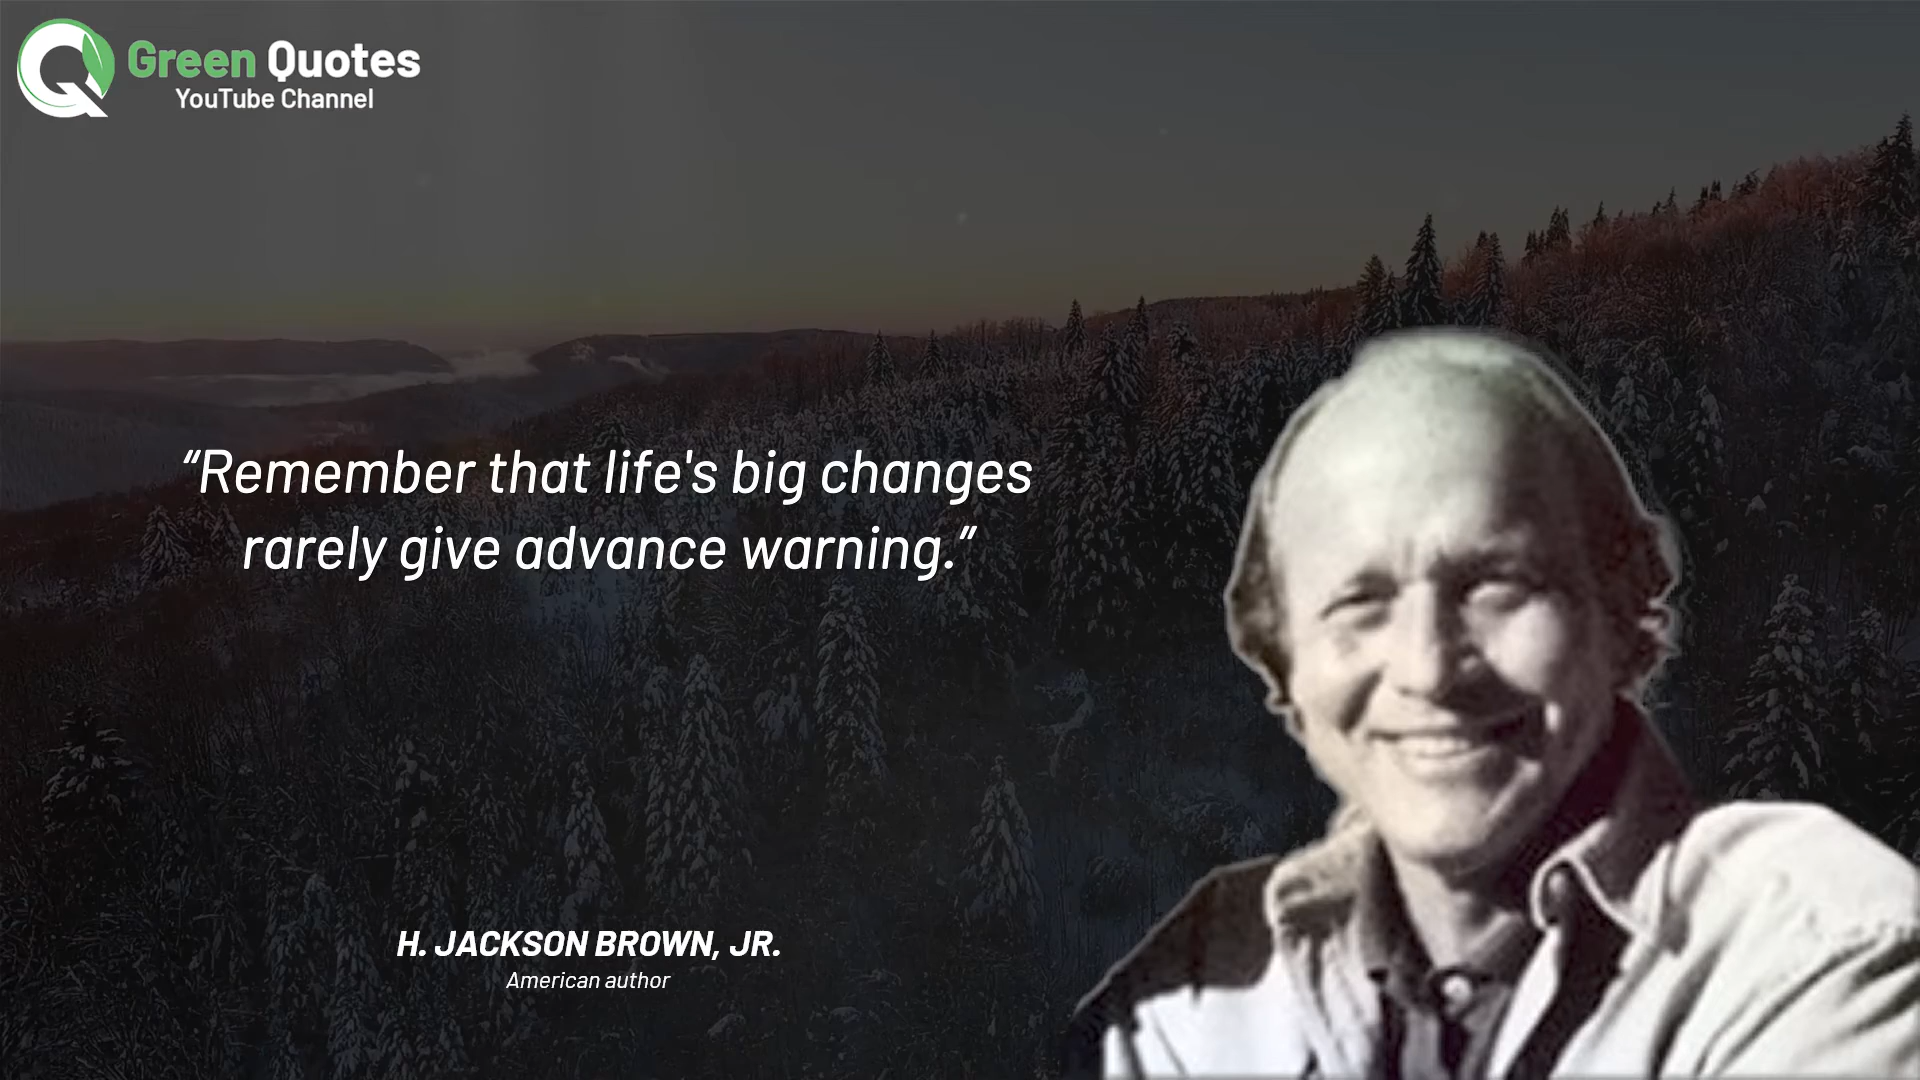 Green Quotes
YouTube Channel
“Remember that life's big changes
rarely give advance warning.”
H. JACKSON BROWN, JR.
American author